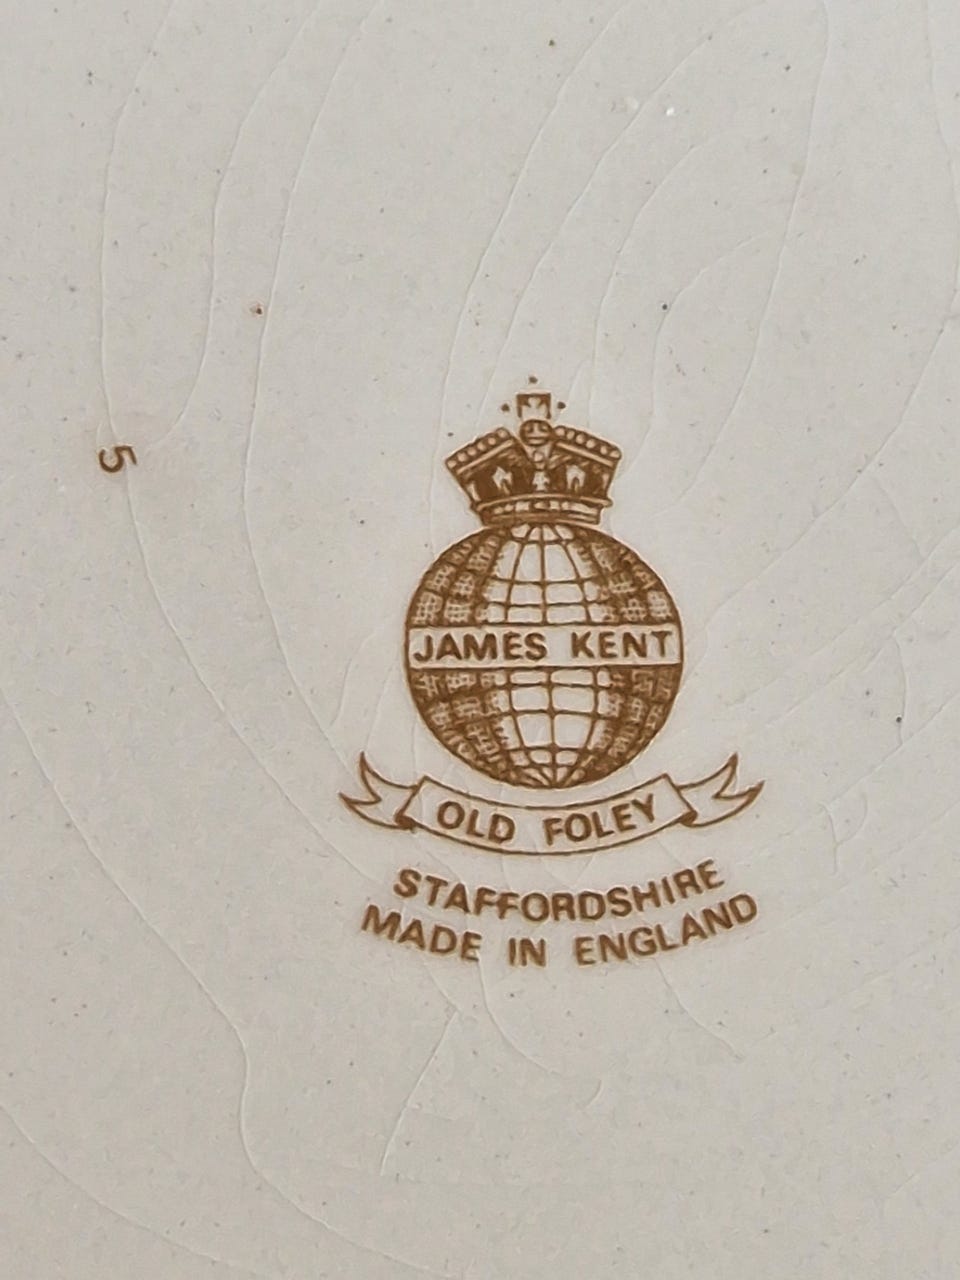 5
JAMES KENT
OLD FOLEY
STAFFORDSHIRE
MADE IN ENGLAND